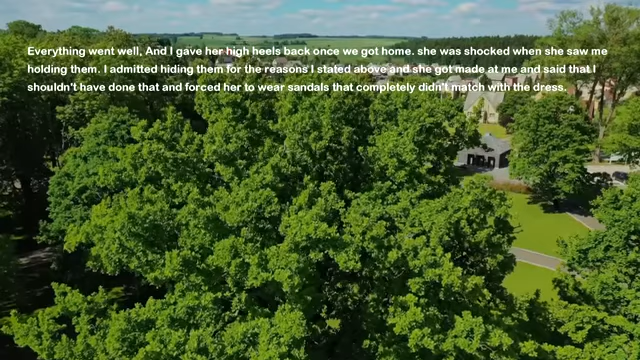 Everything went well, And I gave her high heels back once we got home. she was shocked when she saw me
holding them. I admitted hiding them for the reasons I stated above and she got made at me and said that I
shouldn't have done that and forced her to wear sandals that completely didn't match with the dress.